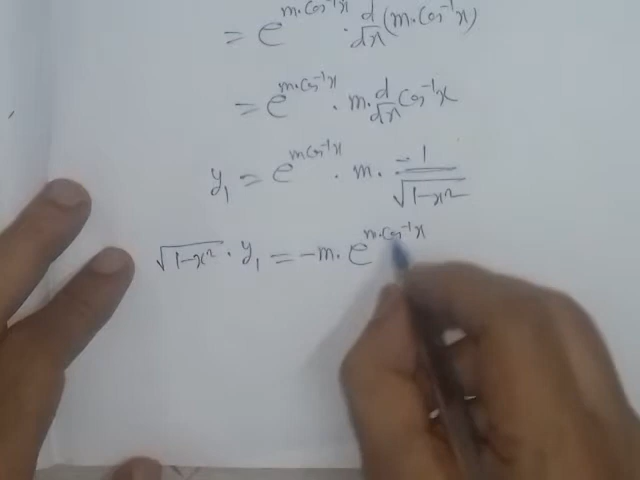 = e^{m·Cos⁻¹x} · d/dx (m·Cos⁻¹x)
= e^{m·Cos⁻¹x} · m· d/dx Cos⁻¹x
y₁ = e^{mCos⁻¹x} · m · -1/√(1-x²)
√(1-x²) · y₁ = -m· e^{m·Cos⁻¹x}